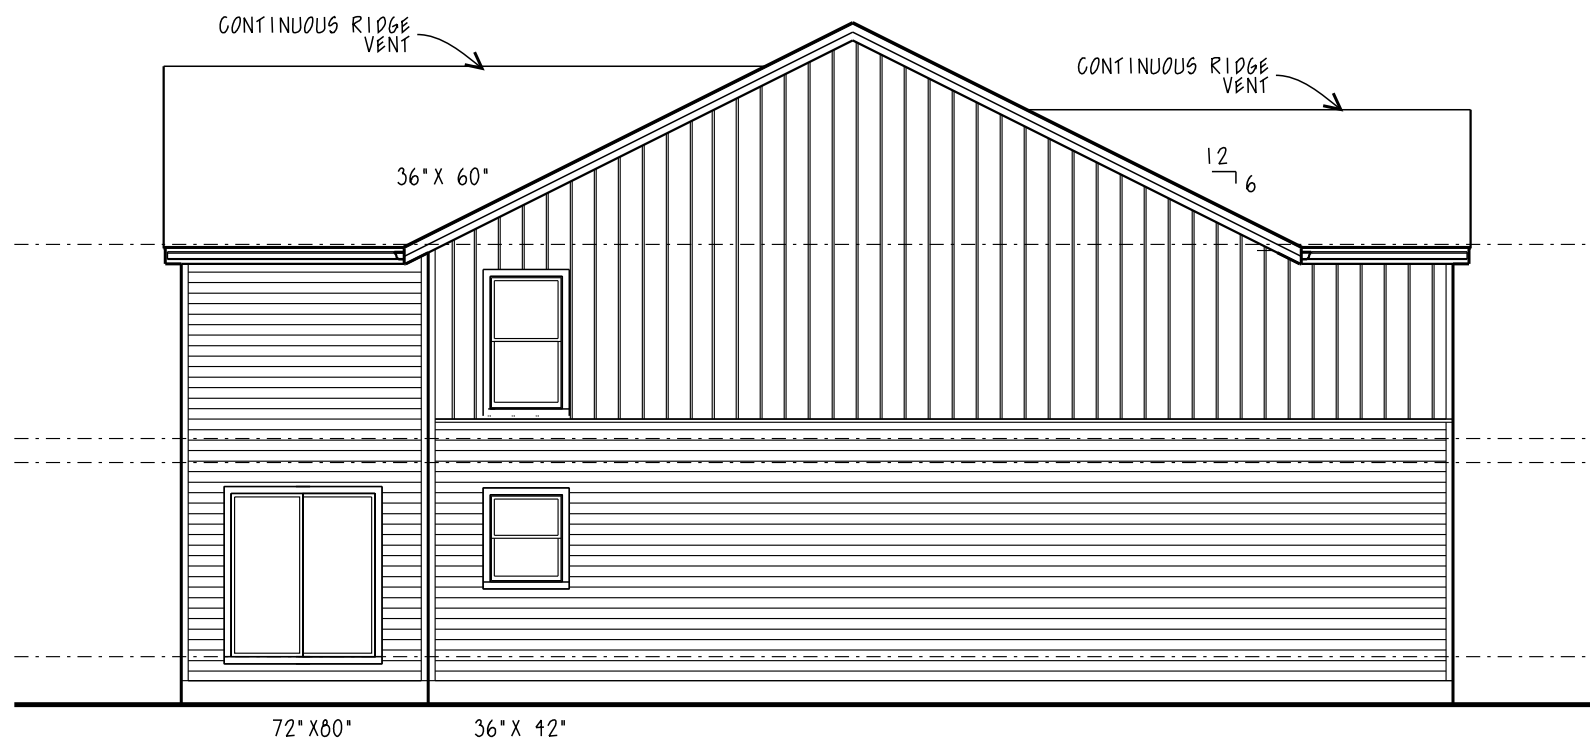 CONTINUOUS RIDGE
VENT
CONTINUOUS RIDGE
VENT
12
6
36"X 60"
72"X80"
36"X 42"